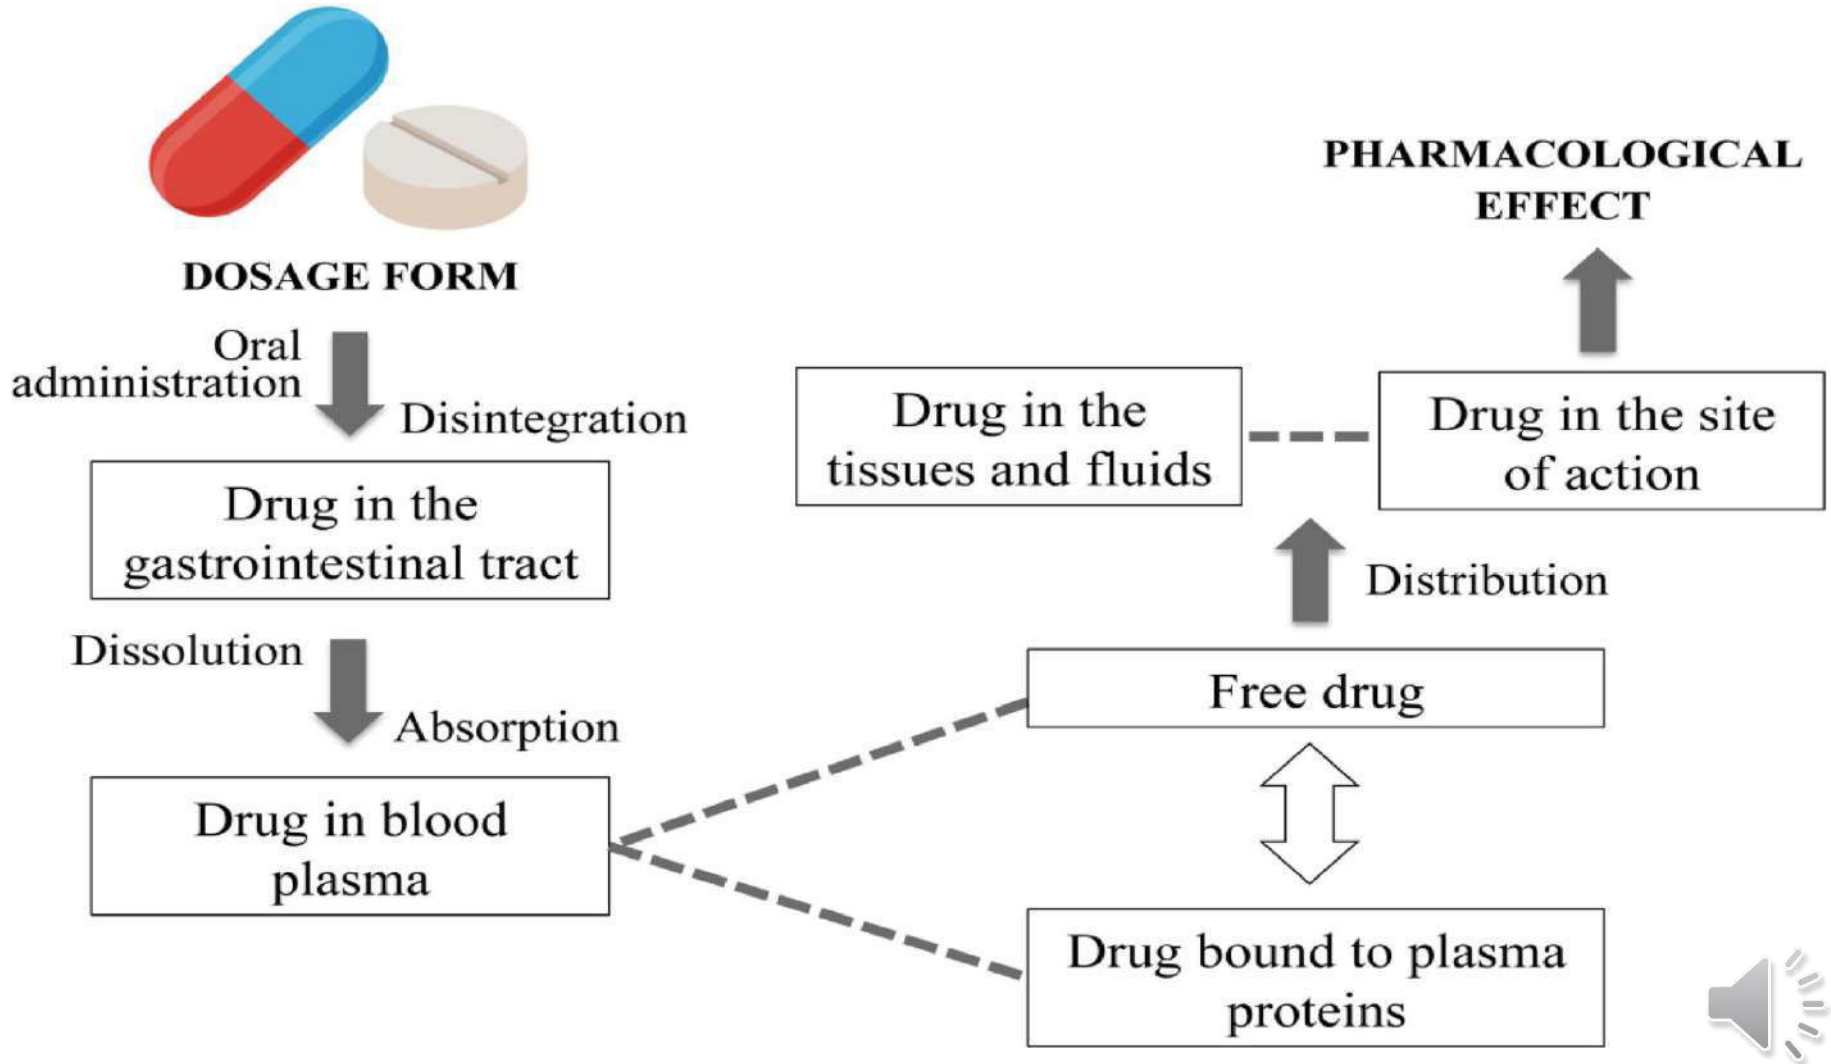 DOSAGE FORM
Oral
administration
Disintegration
Drug in the
gastrointestinal tract
Dissolution
Absorption
Drug in blood
plasma
PHARMACOLOGICAL
EFFECT
Drug in the
tissues and fluids
Drug in the site
of action
Distribution
Free drug
Drug bound to plasma
proteins